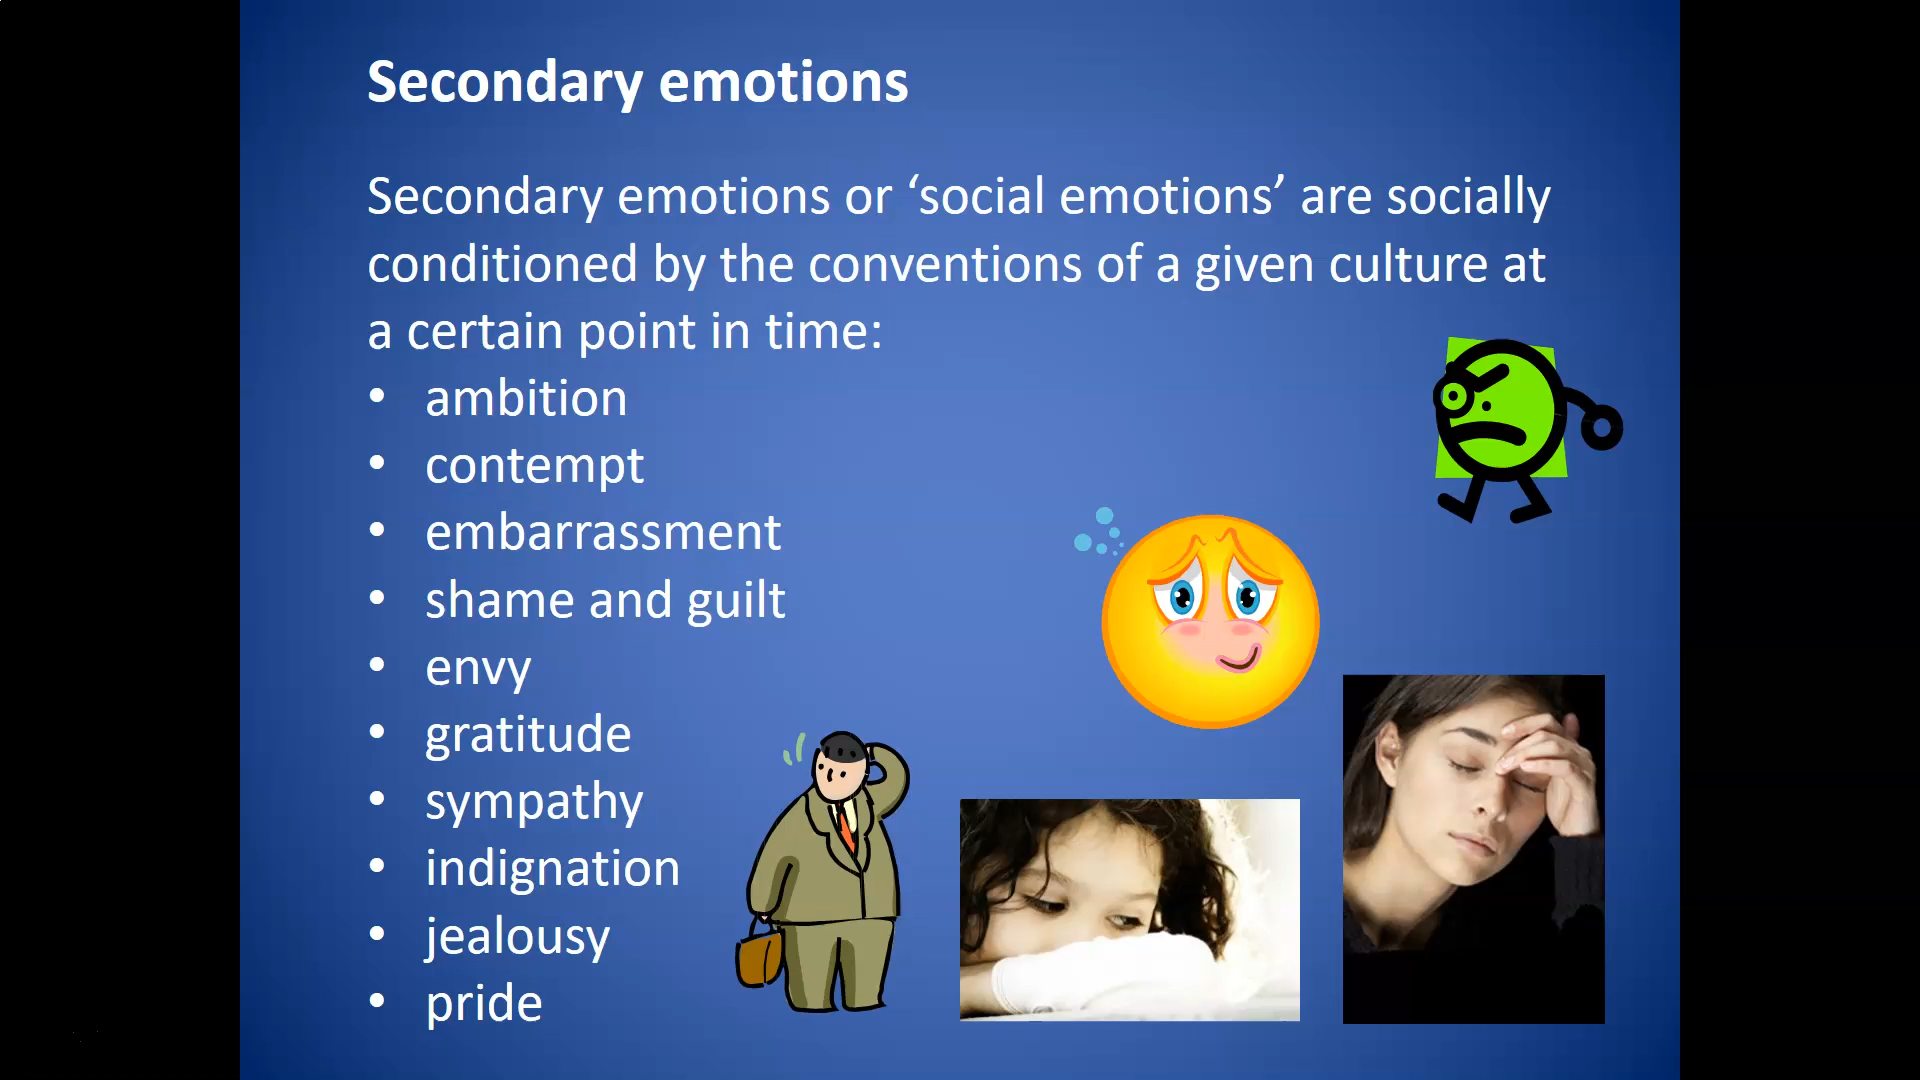 Secondary emotions
Secondary emotions or ‘social emotions’ are socially
conditioned by the conventions of a given culture at
a certain point in time:
• ambition
• contempt
• embarrassment
• shame and guilt
• envy
• gratitude
• sympathy
• indignation
• jealousy
• pride